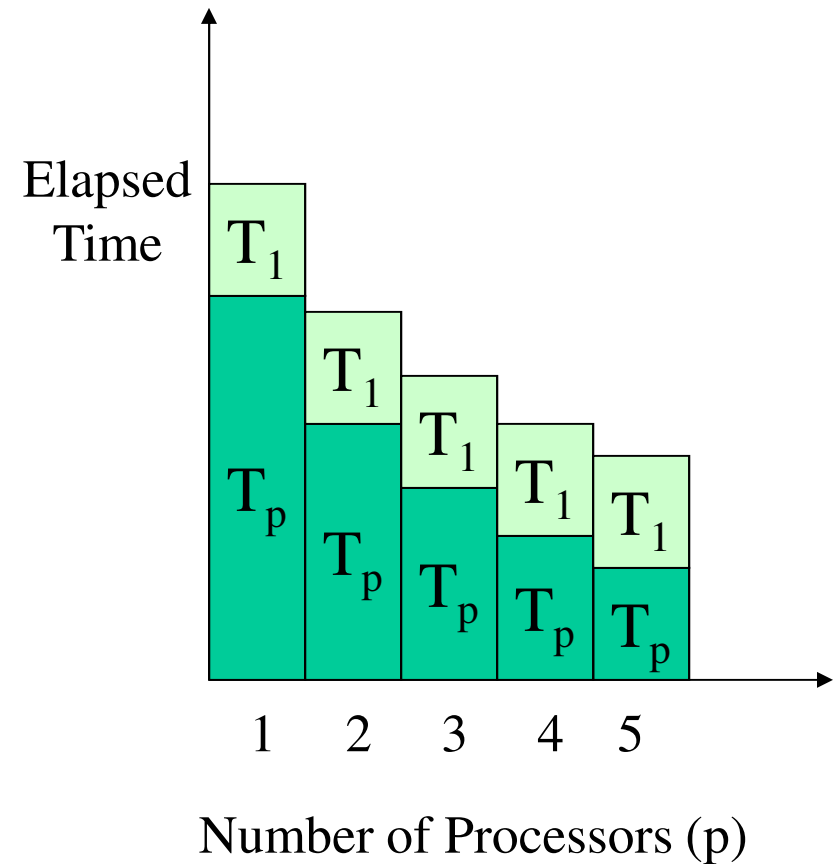 Elapsed
Time
T₁
T₁
T₁
T₁
T₁
Tₚ
Tₚ
Tₚ
Tₚ
Tₚ
1 2 3 4 5
Number of Processors (p)